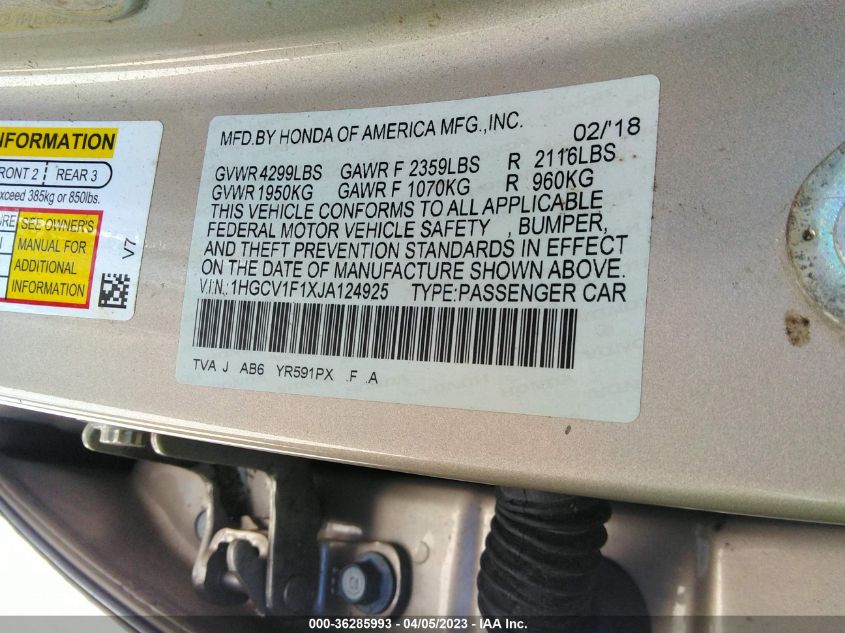 INFORMATION
RONT 2 REAR 3
exceed 385kg or 850lbs.
SEE OWNER'S
MANUAL FOR
ADDITIONAL
INFORMATION
V7
MFD.BY HONDA OF AMERICA MFG.,INC. 02/'18
GVWR 4299LBS GAWR F 2359LBS R 2116LBS
GVWR 1950KG GAWR F 1070KG R 960KG
THIS VEHICLE CONFORMS TO ALL APPLICABLE
FEDERAL MOTOR VEHICLE SAFETY , BUMPER,
AND THEFT PREVENTION STANDARDS IN EFFECT
ON THE DATE OF MANUFACTURE SHOWN ABOVE.
V.I.N.: 1HGCV1F1XJA124925 TYPE:PASSENGER CAR
TVA J AB6 YR591PX .F .A
000-36285993 - 04/05/2023 - IAA Inc.